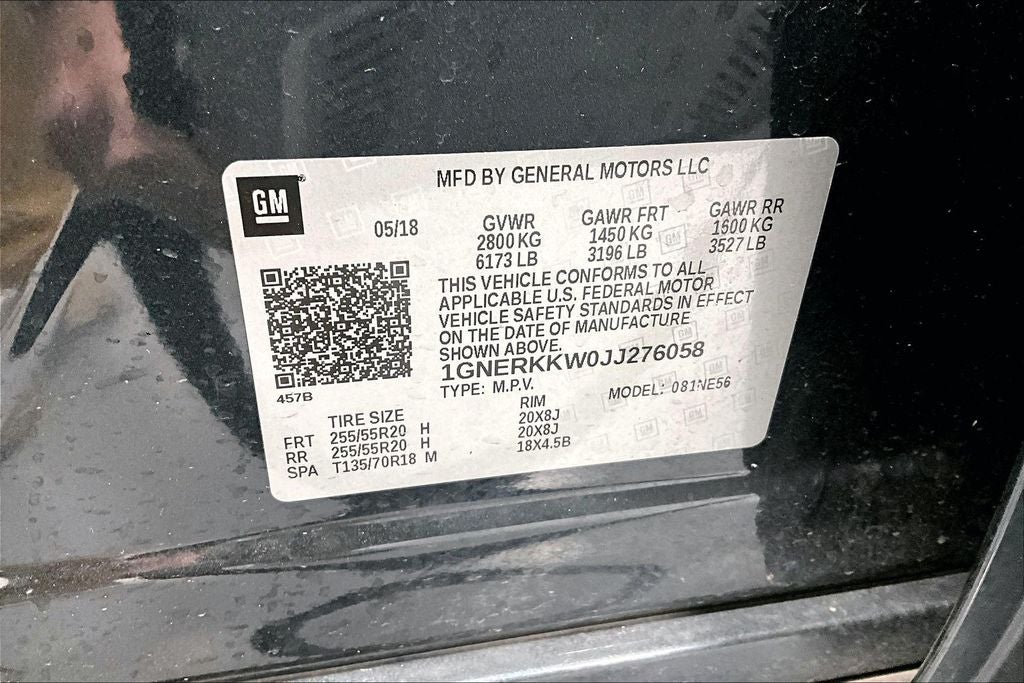 GM
MFD BY GENERAL MOTORS LLC
05/18
GVWR
2800 KG
6173 LB
GAWR FRT
1450 KG
3196 LB
GAWR RR
1600 KG
3527 LB
THIS VEHICLE CONFORMS TO ALL
APPLICABLE U.S. FEDERAL MOTOR
VEHICLE SAFETY STANDARDS IN EFFECT
ON THE DATE OF MANUFACTURE
SHOWN ABOVE.
1GNERKKW0JJ276058
TYPE: M.P.V. MODEL: 081NE56
457B
TIRE SIZE RIM
FRT 255/55R20 H 20X8J
RR 255/55R20 H 20X8J
SPA T135/70R18 M 18X4.5B